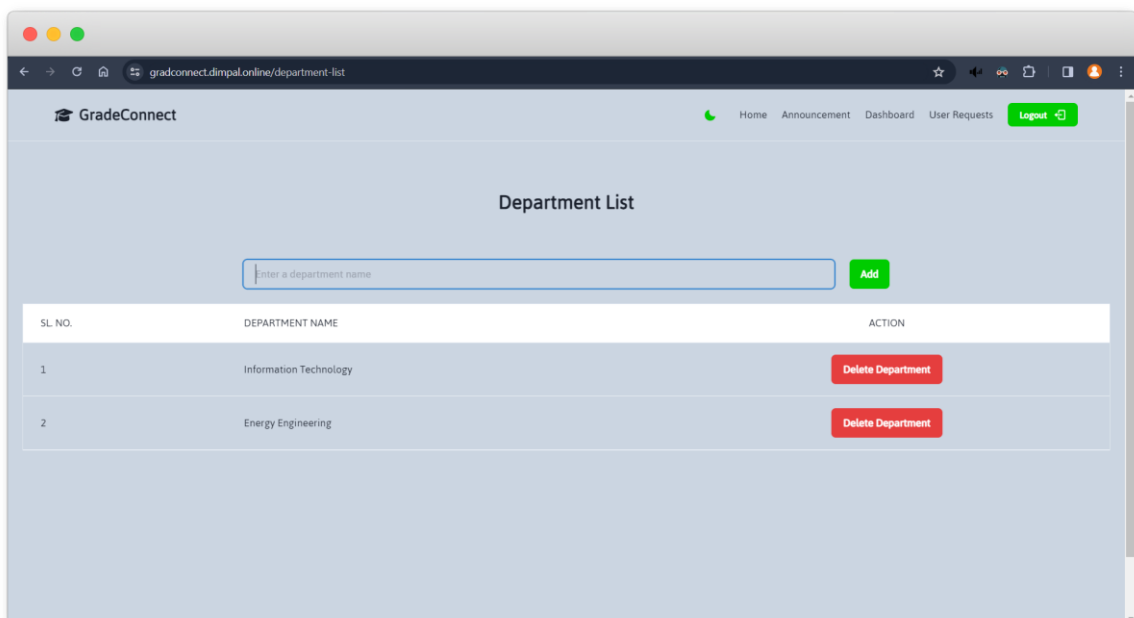 gradconnect.dimpal.online/department-list
GradeConnect
Home Announcement Dashboard User Requests Logout
Department List
Enter a department name Add
SL. NO. DEPARTMENT NAME ACTION
1 Information Technology Delete Department
2 Energy Engineering Delete Department